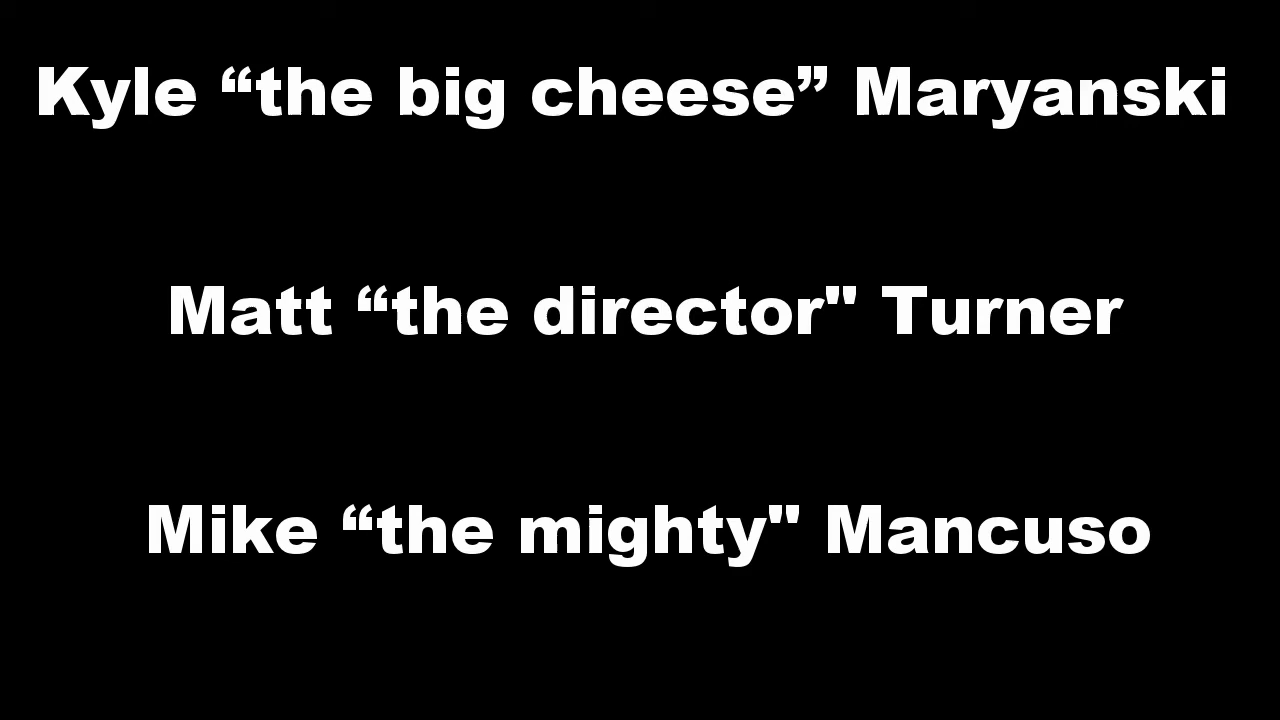 Kyle “the big cheese” Maryanski
Matt “the director" Turner
Mike “the mighty" Mancuso